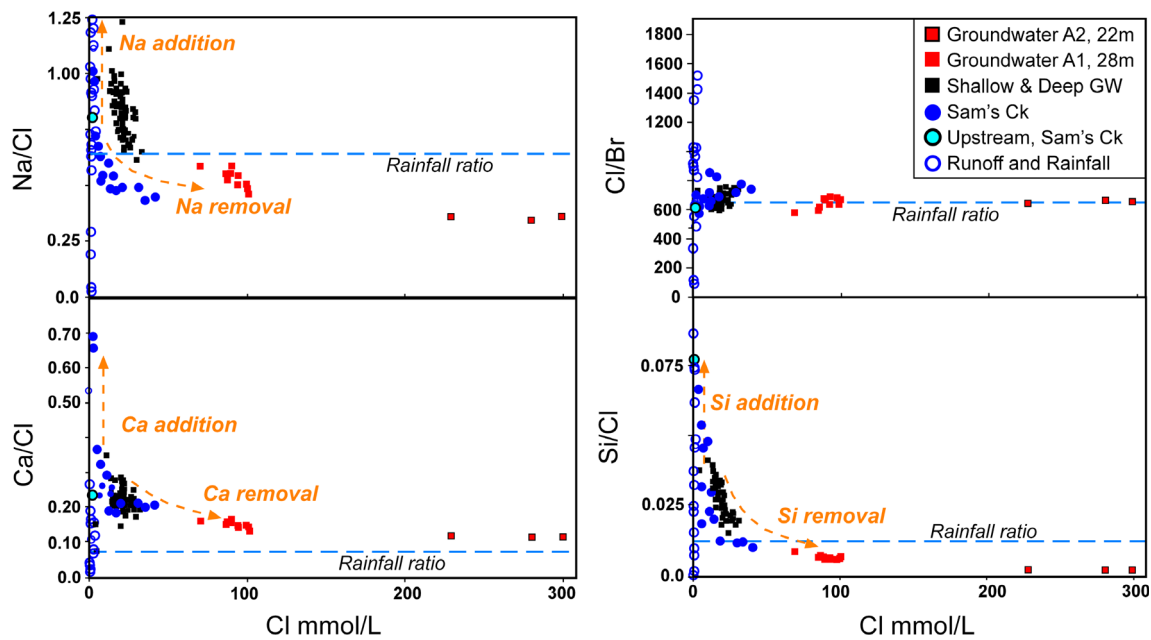 1.25
1.00
0.25
0.0
Na/Cl
Na addition
Na removal
Rainfall ratio
1800
1600
1400
1200
1000
800
600
400
200
0
Cl/Br
Groundwater A2, 22m
Groundwater A1, 28m
Shallow & Deep GW
Sam's Ck
Upstream, Sam's Ck
Runoff and Rainfall
Rainfall ratio
0.70
0.60
0.50
0.20
0.10
0.0
Ca/Cl
Ca addition
Ca removal
Rainfall ratio
0
100
200
300
Cl mmol/L
0.075
0.025
0.0
Si/Cl
Si addition
Si removal
Rainfall ratio
0
100
200
300
Cl mmol/L